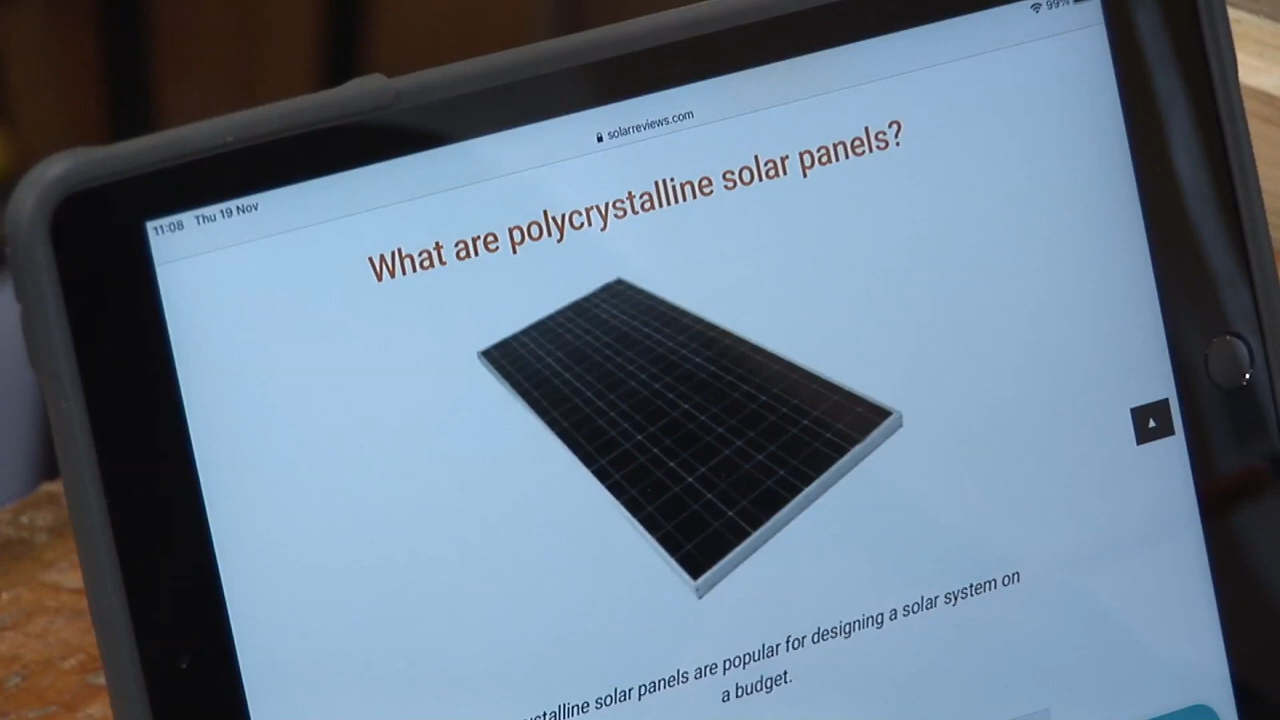 99%
11:08 Thu 19 Nov
solarreviews.com
What are polycrystalline solar panels?
solar panels are popular for designing a solar system on
a budget.